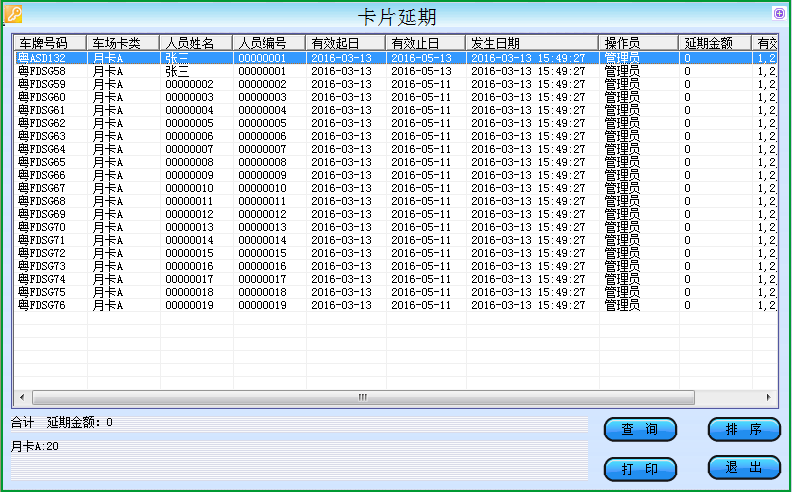 卡片延期
车牌号码 车场卡类 人员姓名 人员编号 有效起日 有效止日 发生日期 操作员 延期金额 有效
粤ASD132 月卡A 张三 00000001 2016-03-13 2016-05-13 2016-03-13 15:49:27 管理员 0 1,2,
粤FDSG58 月卡A 张三 00000001 2016-03-13 2016-05-13 2016-03-13 15:49:27 管理员 0 1,2,
粤FDSG59 月卡A 00000002 00000002 2016-03-13 2016-05-11 2016-03-13 15:49:27 管理员 0 1,2,
粤FDSG60 月卡A 00000003 00000003 2016-03-13 2016-05-11 2016-03-13 15:49:27 管理员 0 1,2,
粤FDSG61 月卡A 00000004 00000004 2016-03-13 2016-05-11 2016-03-13 15:49:27 管理员 0 1,2,
粤FDSG62 月卡A 00000005 00000005 2016-03-13 2016-05-11 2016-03-13 15:49:27 管理员 0 1,2,
粤FDSG63 月卡A 00000006 00000006 2016-03-13 2016-05-11 2016-03-13 15:49:27 管理员 0 1,2,
粤FDSG64 月卡A 00000007 00000007 2016-03-13 2016-05-11 2016-03-13 15:49:27 管理员 0 1,2,
粤FDSG65 月卡A 00000008 00000008 2016-03-13 2016-05-11 2016-03-13 15:49:27 管理员 0 1,2,
粤FDSG66 月卡A 00000009 00000009 2016-03-13 2016-05-11 2016-03-13 15:49:27 管理员 0 1,2,
粤FDSG67 月卡A 00000010 00000010 2016-03-13 2016-05-11 2016-03-13 15:49:27 管理员 0 1,2,
粤FDSG68 月卡A 00000011 00000011 2016-03-13 2016-05-11 2016-03-13 15:49:27 管理员 0 1,2,
粤FDSG69 月卡A 00000012 00000012 2016-03-13 2016-05-11 2016-03-13 15:49:27 管理员 0 1,2,
粤FDSG70 月卡A 00000013 00000013 2016-03-13 2016-05-11 2016-03-13 15:49:27 管理员 0 1,2,
粤FDSG71 月卡A 00000014 00000014 2016-03-13 2016-05-11 2016-03-13 15:49:27 管理员 0 1,2,
粤FDSG72 月卡A 00000015 00000015 2016-03-13 2016-05-11 2016-03-13 15:49:27 管理员 0 1,2,
粤FDSG73 月卡A 00000016 00000016 2016-03-13 2016-05-11 2016-03-13 15:49:27 管理员 0 1,2,
粤FDSG74 月卡A 00000017 00000017 2016-03-13 2016-05-11 2016-03-13 15:49:27 管理员 0 1,2,
粤FDSG75 月卡A 00000018 00000018 2016-03-13 2016-05-11 2016-03-13 15:49:27 管理员 0 1,2,
粤FDSG76 月卡A 00000019 00000019 2016-03-13 2016-05-11 2016-03-13 15:49:27 管理员 0 1,2,
合计 延期金额：0
月卡A:20
查 询 排 序
打 印 退 出